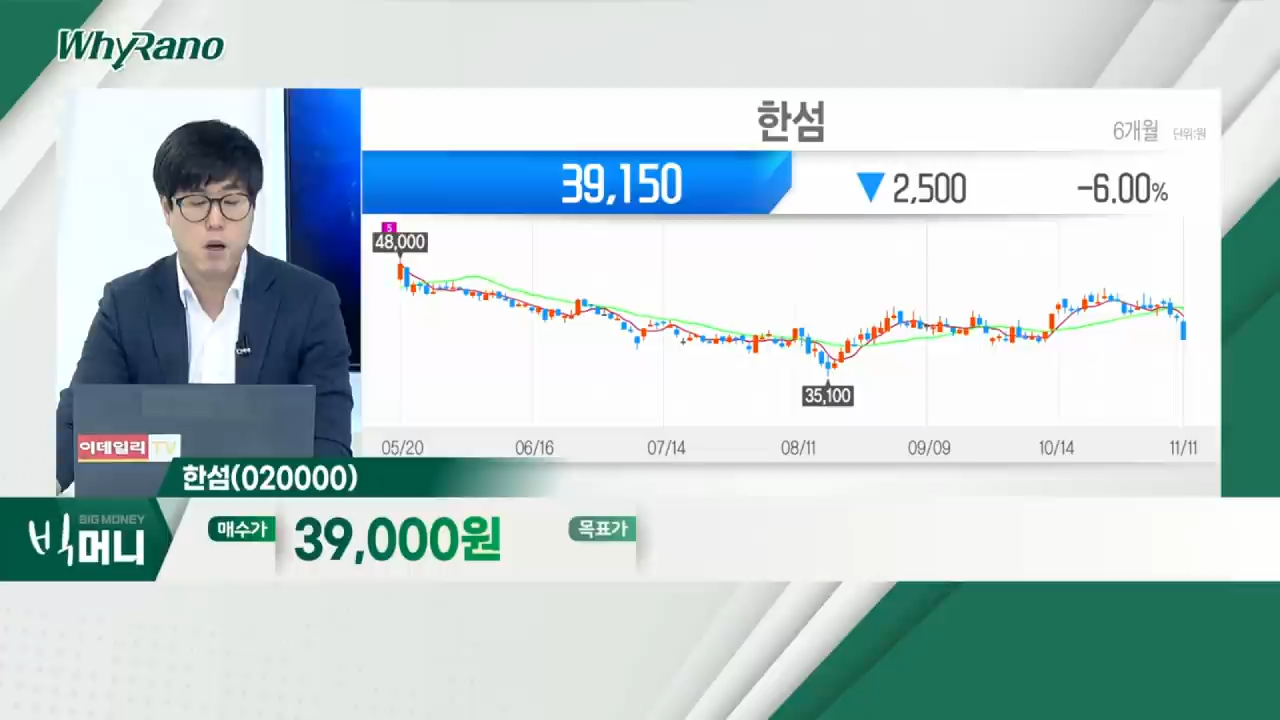 WhyRano
한섬
6개월 단위:원
39,150 ▼ 2,500 -6.00%
5
48,000
35,100
05/20 06/16 07/14 08/11 09/09 10/14 11/11
이데일리TV
한섬(020000)
빅머니 BIG MONEY
매수가 39,000원 목표가